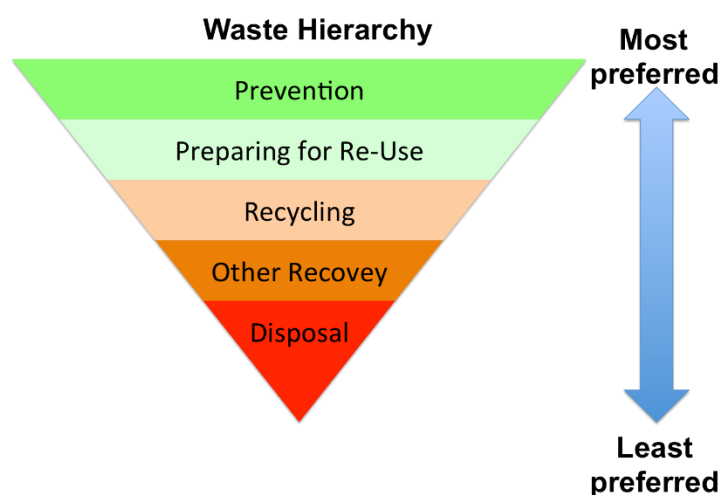 Waste Hierarchy
Most
preferred
Prevention
Preparing for Re-Use
Recycling
Other Recovey
Disposal
Least
preferred